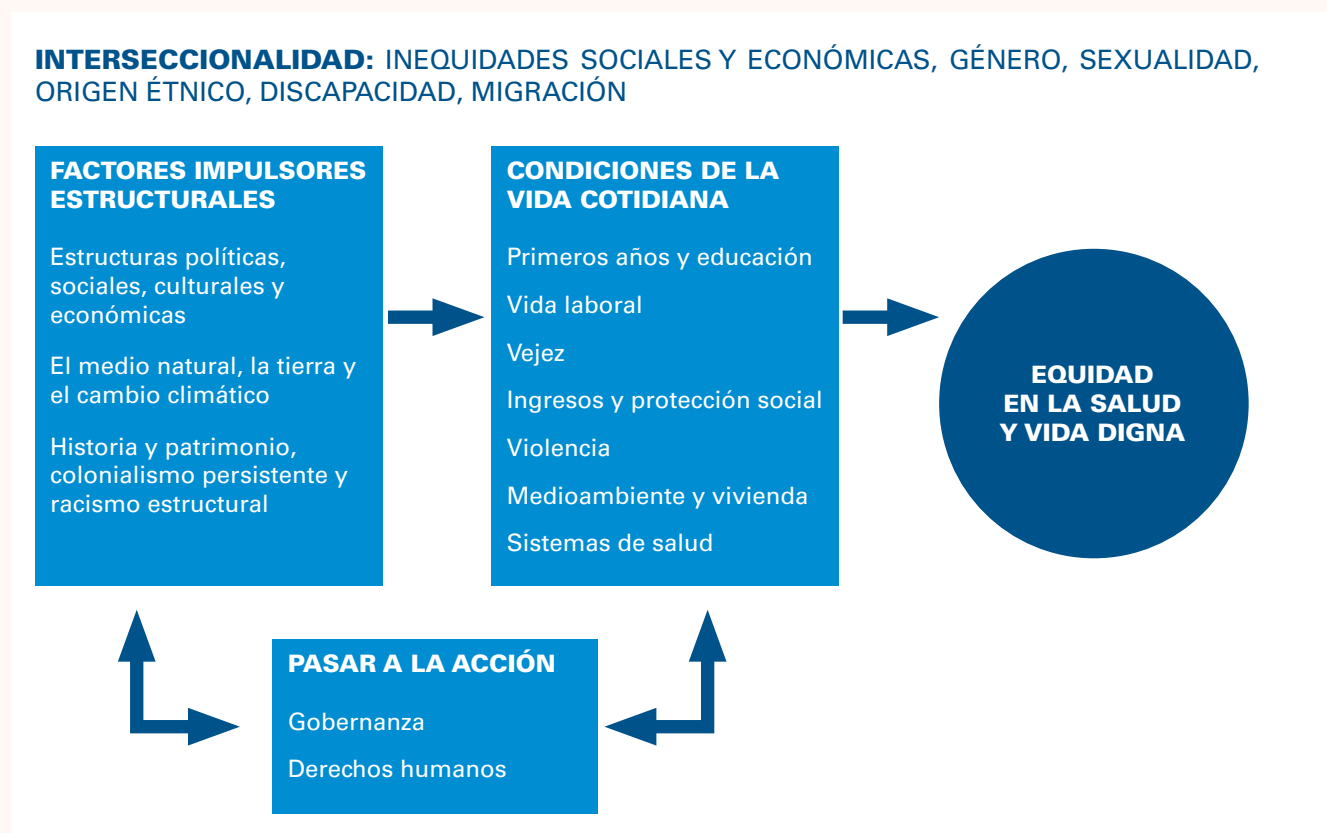 INTERSECCIONALIDAD: INEQUIDADES SOCIALES Y ECONÓMICAS, GÉNERO, SEXUALIDAD,
ORIGEN ÉTNICO, DISCAPACIDAD, MIGRACIÓN
FACTORES IMPULSORES
ESTRUCTURALES
Estructuras políticas,
sociales, culturales y
económicas
El medio natural, la tierra y
el cambio climático
Historia y patrimonio,
colonialismo persistente y
racismo estructural
CONDICIONES DE LA
VIDA COTIDIANA
Primeros años y educación
Vida laboral
Vejez
Ingresos y protección social
Violencia
Medioambiente y vivienda
Sistemas de salud
EQUIDAD
EN LA SALUD
Y VIDA DIGNA
PASAR A LA ACCIÓN
Gobernanza
Derechos humanos